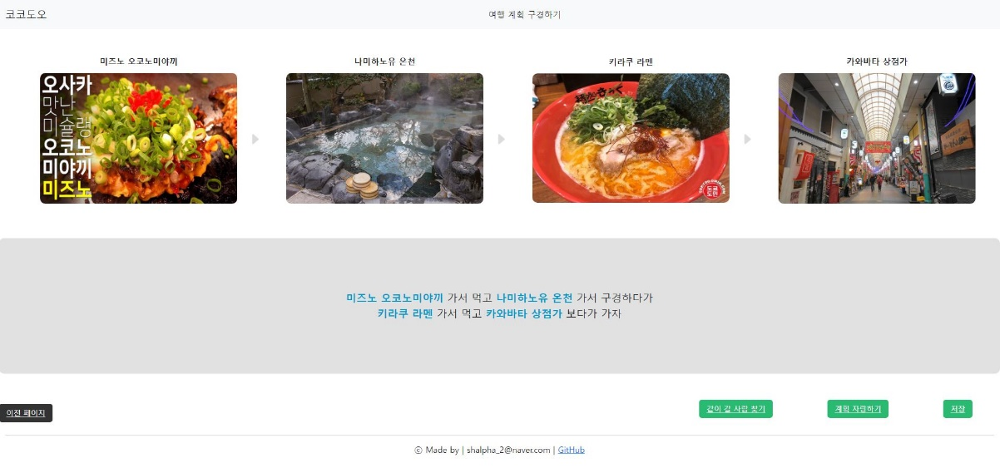 코코도오
여행 계획 구경하기
미즈노 오코노미야끼
나미하노유 온천
키라쿠 라멘
카와바타 상점가
오사카
맛난
미슐랭
오코노
미야끼
미즈노
미즈노 오코노미야끼 가서 먹고 나미하노유 온천 가서 구경하다가
키라쿠 라멘 가서 먹고 카와바타 상점가 보다가 가자
이전 페이지
같이 갈 사람 찾기
계획 자랑하기
저장
ⓒ Made by | shalpha_2@naver.com | GitHub